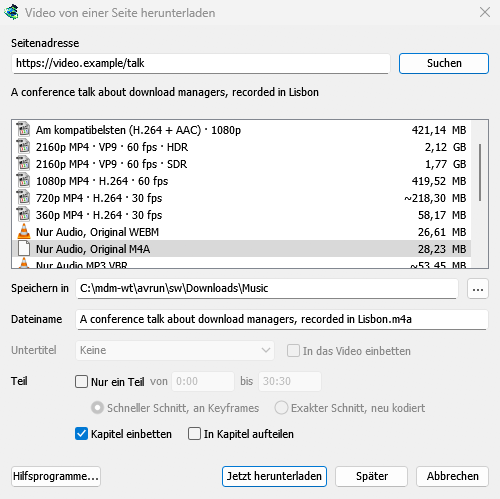 Video von einer Seite herunterladen
Seitenadresse
https://video.example/talk
Suchen
A conference talk about download managers, recorded in Lisbon
Am kompatibelsten (H.264 + AAC) · 1080p 421,14 MB
2160p MP4 · VP9 · 60 fps · HDR 2,12 GB
2160p MP4 · VP9 · 60 fps · SDR 1,77 GB
1080p MP4 · H.264 · 60 fps 419,52 MB
720p MP4 · H.264 · 30 fps ~218,30 MB
360p MP4 · H.264 · 30 fps 58,17 MB
Nur Audio, Original WEBM 26,61 MB
Nur Audio, Original M4A 28,23 MB
Nur Audio MP3 VBR ~53,45 MB
Speichern in C:\mdm-wt\avrun\sw\Downloads\Music ...
Dateiname A conference talk about download managers, recorded in Lisbon.m4a
Untertitel Keine In das Video einbetten
Teil Nur ein Teil von 0:00 bis 30:30
Schneller Schnitt, an Keyframes Exakter Schnitt, neu kodiert
Kapitel einbetten In Kapitel aufteilen
Hilfsprogramme... Jetzt herunterladen Später Abbrechen